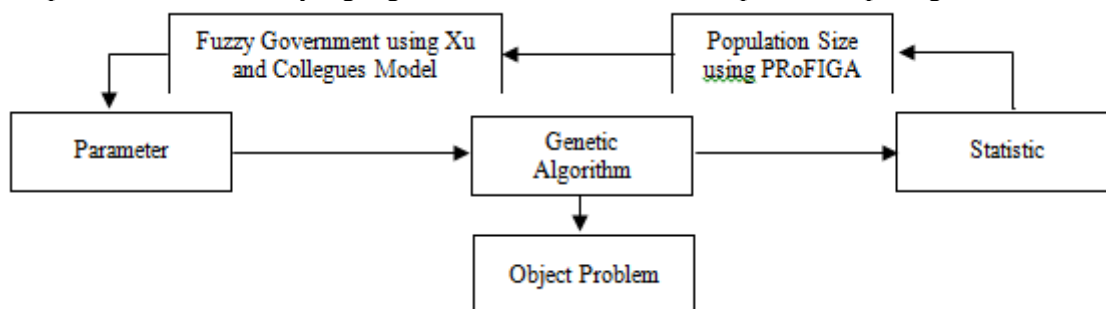 Fuzzy Government using Xu
and Collegues Model
Population Size
using PRoFIGA
Parameter
Genetic
Algorithm
Statistic
Object Problem